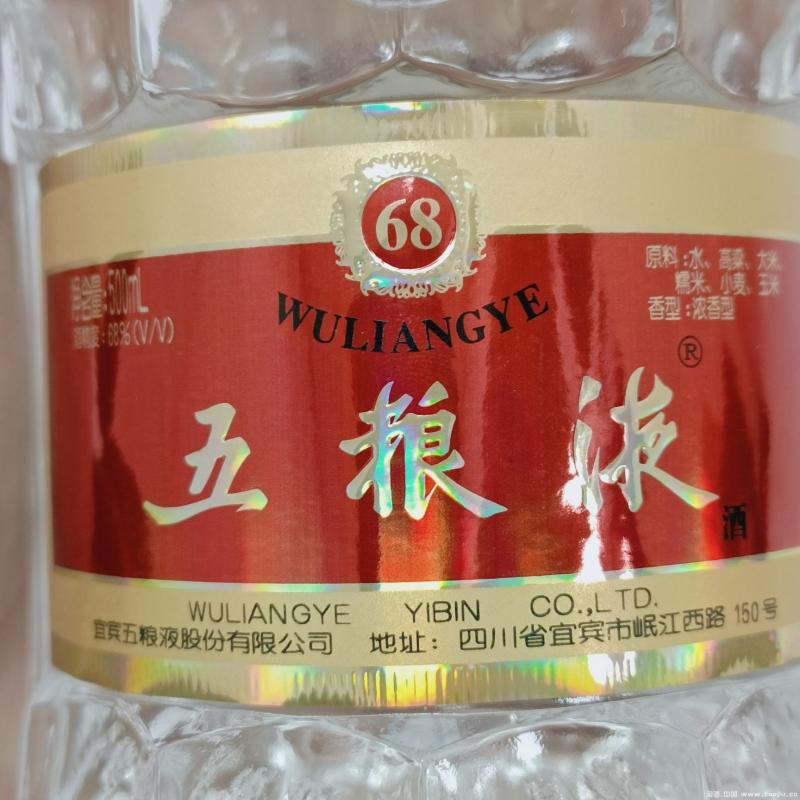 68
WULIANGYE
净含量:500mL
酒精度:68%(V/V)
原料:水、高粱、大米、
糯米、小麦、玉米
香型:浓香型
®
五粮液
酒
WULIANGYE YIBIN CO.,LTD.
宜宾五粮液股份有限公司 地址：四川省宜宾市岷江西路 150号